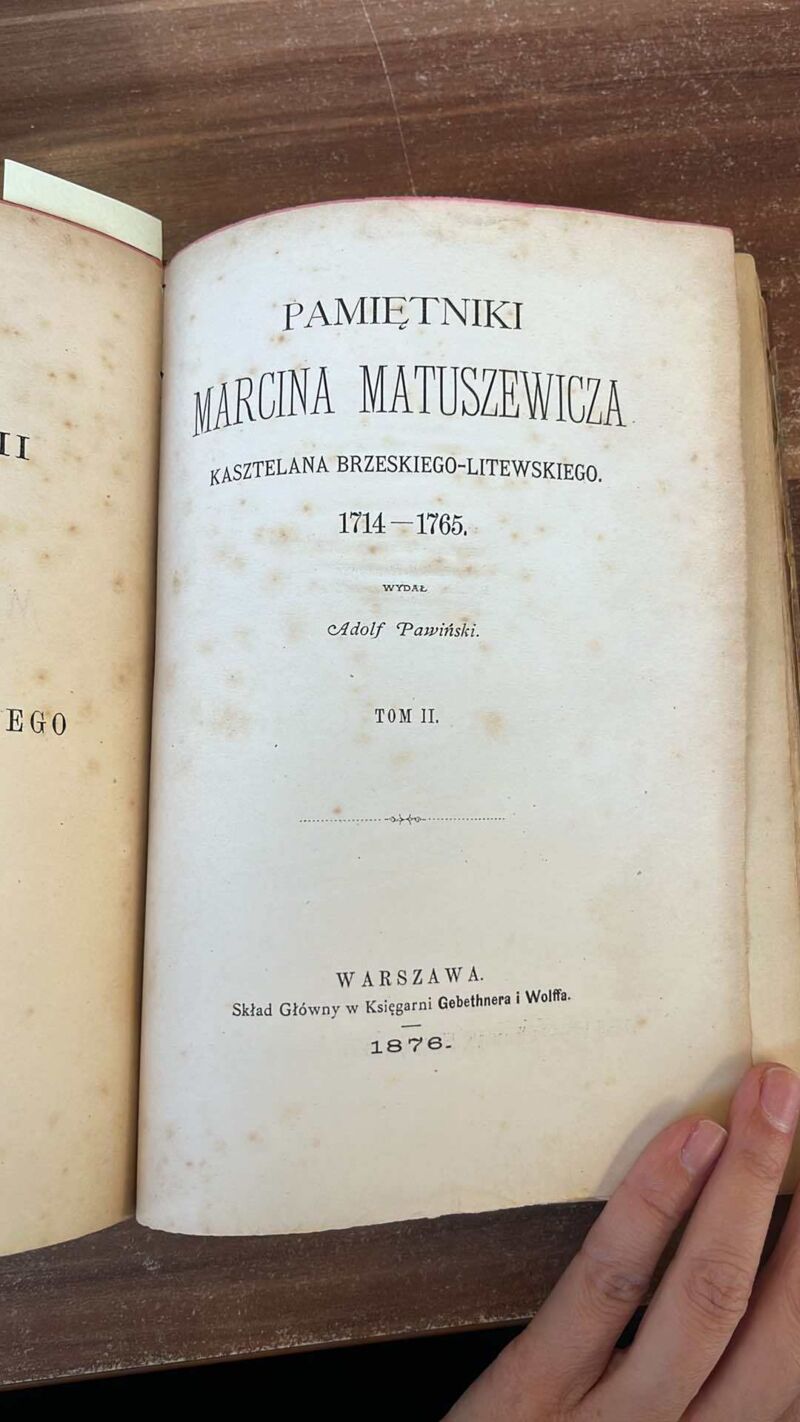 II
EGO
PAMIĘTNIKI
MARCINA MATUSZEWICZA
KASZTELANA BRZESKIEGO-LITEWSKIEGO.
1714—1765.
WYDAŁ
Adolf Pawiński.
TOM II.
WARSZAWA.
Skład Główny w Księgarni Gebethnera i Wolffa.
1876.